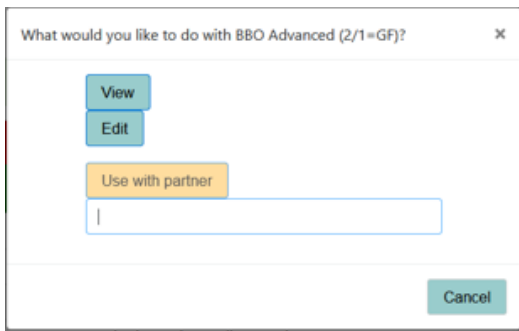 What would you like to do with BBO Advanced (2/1=GF)? ×
View
Edit
Use with partner
Cancel